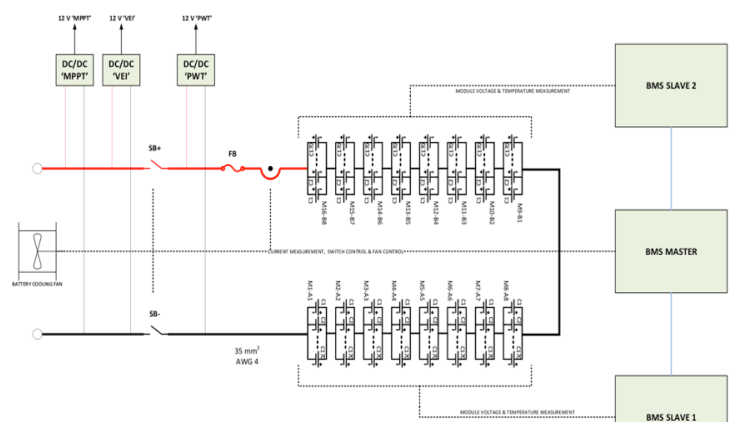 12 V 'MPPT'
12 V 'VEI'
12 V 'PWT'
DC/DC
'MPPT'
DC/DC
'VEI'
DC/DC
'PWT'
BMS SLAVE 2
MODULE VOLTAGE & TEMPERATURE MEASUREMENT
SB+
FB
M16-B8
M15-B7
M14-B6
M13-B5
M12-B4
M11-B3
M10-B2
M9-B1
BATTERY COOLING FAN
CURRENT MEASUREMENT, SWITCH CONTROL & FAN CONTROL
BMS MASTER
M1-A1
M2-A2
M3-A3
M4-A4
M5-A5
M6-A6
M7-A7
M8-A8
SB-
35 mm²
AWG 4
MODULE VOLTAGE & TEMPERATURE MEASUREMENT
BMS SLAVE 1